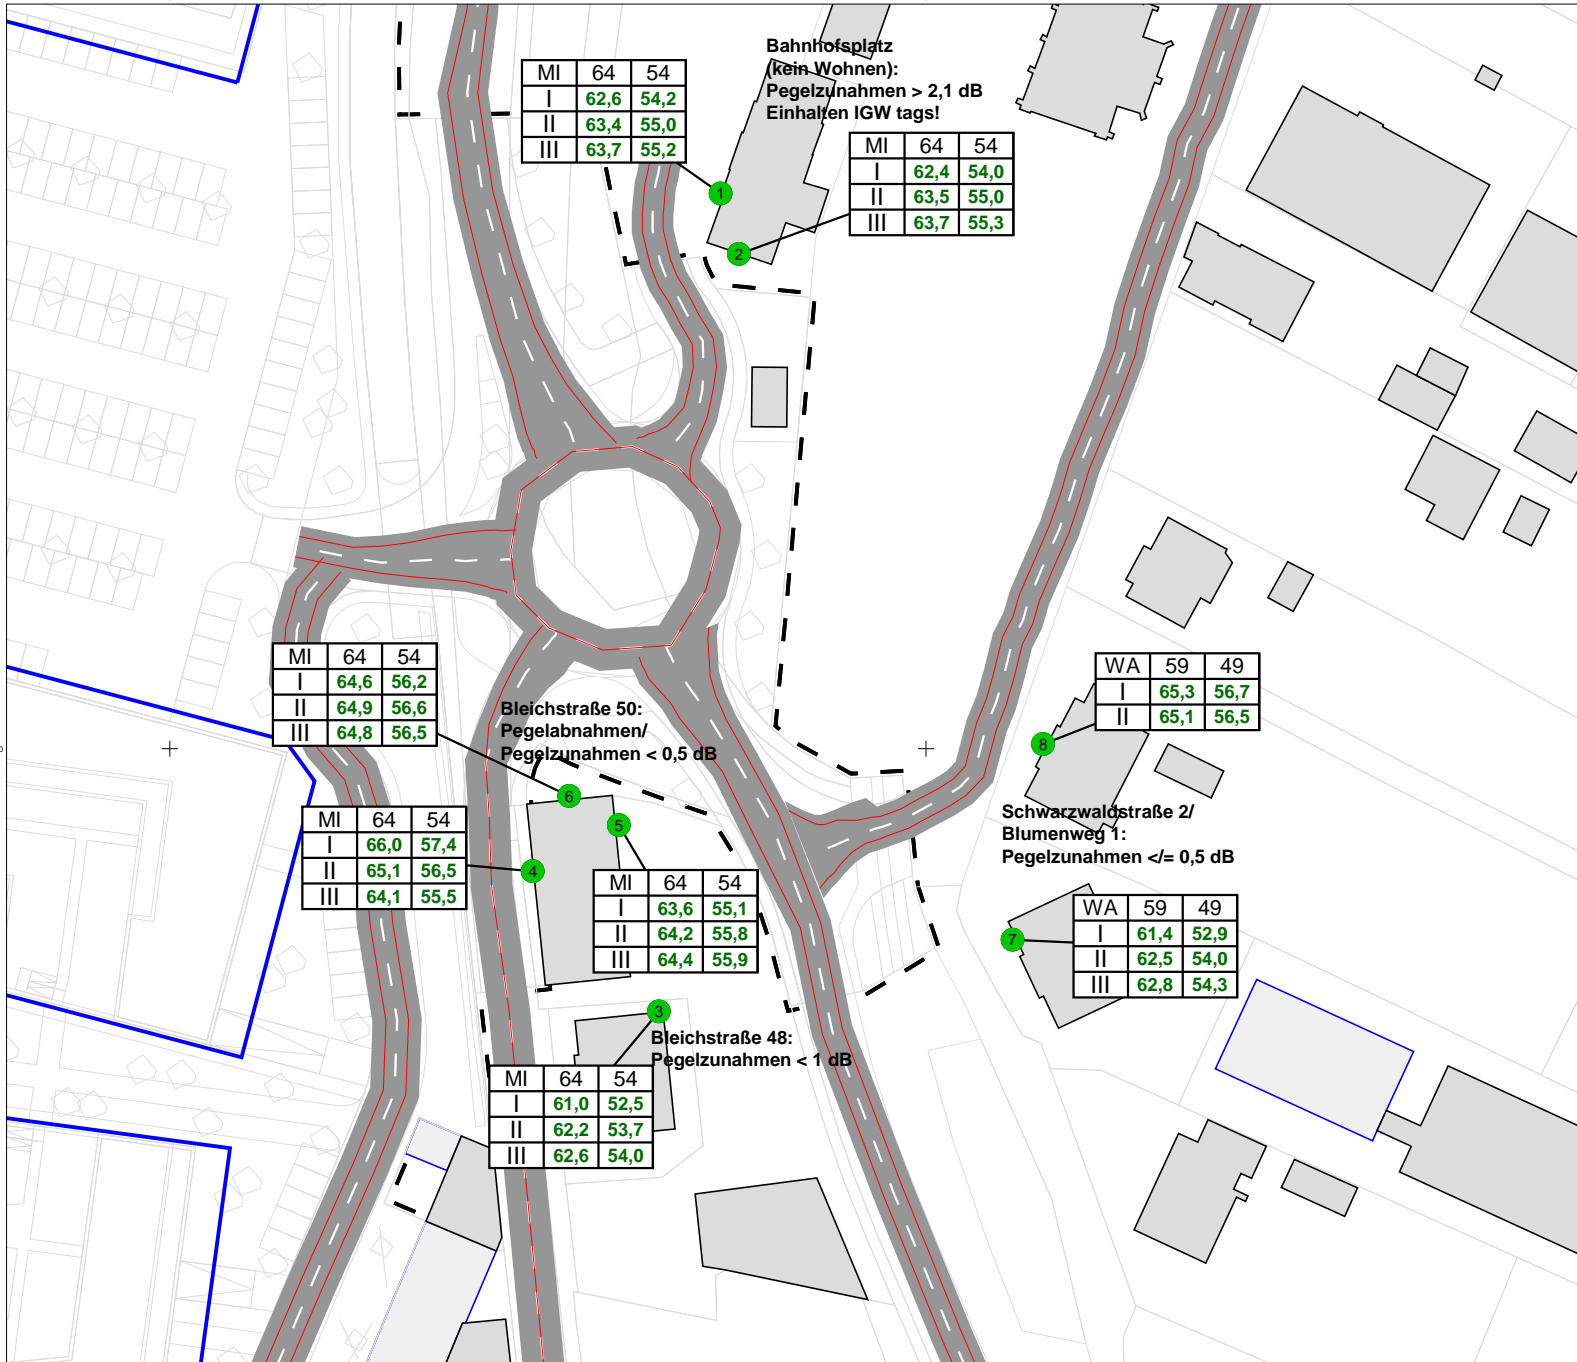 Bahnhofsplatz
(kein Wohnen):
Pegelzunahmen > 2,1 dB
Einhalten IGW tags!
MI 64 54
I 62,6 54,2
II 63,4 55,0
III 63,7 55,2
MI 64 54
I 62,4 54,0
II 63,5 55,0
III 63,7 55,3
1
2
MI 64 54
I 64,6 56,2
II 64,9 56,6
III 64,8 56,5
WA 59 49
I 65,3 56,7
II 65,1 56,5
Bleichstraße 50:
Pegelabnahmen/
Pegelzunahmen < 0,5 dB
8
6
5
4
Schwarzwaldstraße 2/
Blumenweg 1:
Pegelzunahmen </= 0,5 dB
MI 64 54
I 66,0 57,4
II 65,1 56,5
III 64,1 55,5
MI 64 54
I 63,6 55,1
II 64,2 55,8
III 64,4 55,9
7
WA 59 49
I 61,4 52,9
II 62,5 54,0
III 62,8 54,3
3
Bleichstraße 48:
Pegelzunahmen < 1 dB
MI 64 54
I 61,0 52,5
II 62,2 53,7
III 62,6 54,0